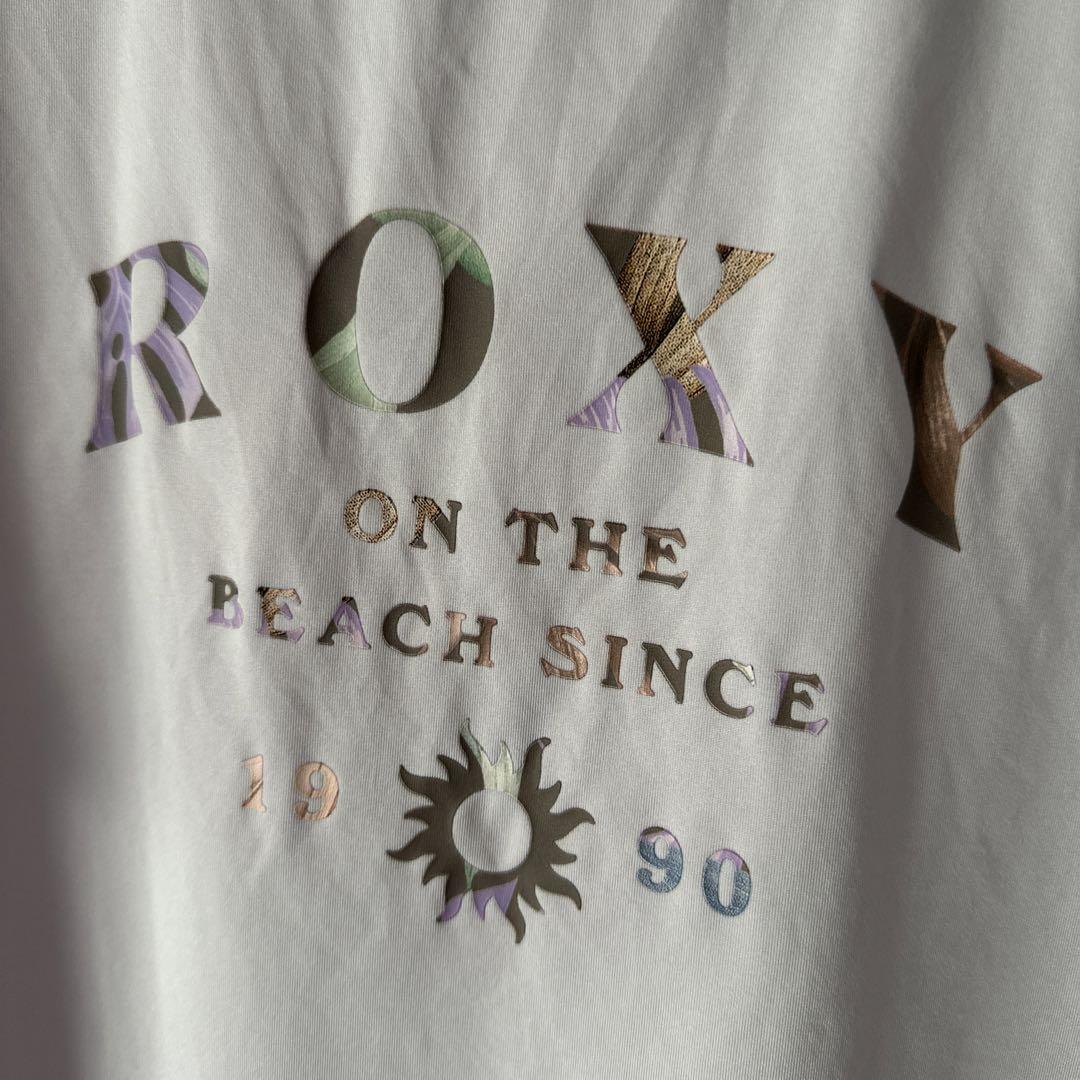 ROXY
ON THE
BEACH SINCE
19 90